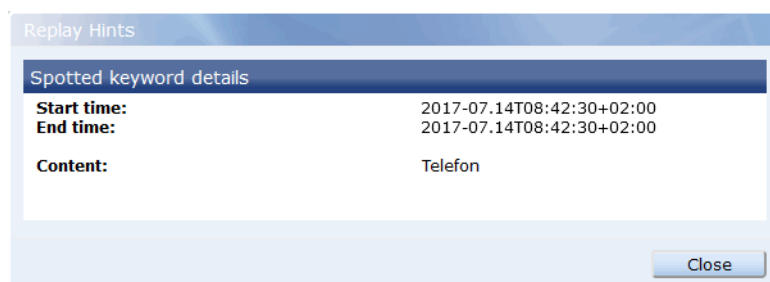 Replay Hints
Spotted keyword details
Start time: 2017-07.14T08:42:30+02:00
End time: 2017-07.14T08:42:30+02:00
Content: Telefon
Close